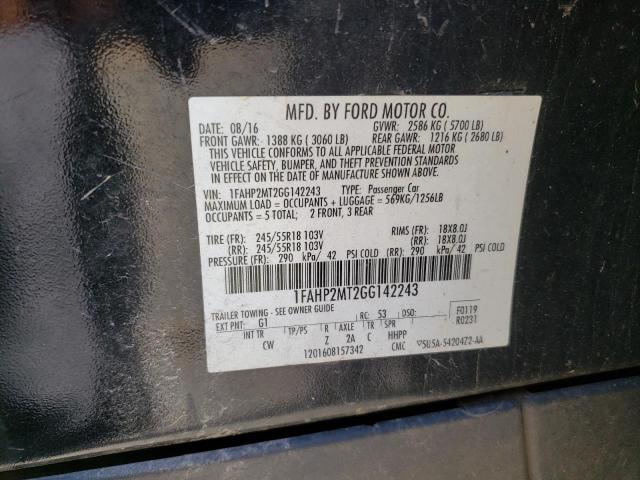 MFD. BY FORD MOTOR CO.
DATE: 08/16 GVWR: 2586 KG ( 5700 LB)
FRONT GAWR: 1388 KG ( 3060 LB) REAR GAWR: 1216 KG ( 2680 LB)
THIS VEHICLE CONFORMS TO ALL APPLICABLE FEDERAL MOTOR
VEHICLE SAFETY, BUMPER, AND THEFT PREVENTION STANDARDS
IN EFFECT ON THE DATE OF MANUFACTURE SHOWN ABOVE.
VIN: 1FAHP2MT2GG142243 TYPE: Passenger Car
MAXIMUM LOAD = OCCUPANTS + LUGGAGE = 569KG/1256LB
OCCUPANTS = 5 TOTAL; 2 FRONT, 3 REAR
TIRE (FR): 245/55R18 103V RIMS (FR): 18X8.0J
(RR): 245/55R18 103V (RR): 18X8.0J
PRESSURE (FR): 290 kPa/ 42 PSI COLD (RR): 290 kPa/ 42 PSI COLD
1FAHP2MT2GG142243
TRAILER TOWING - SEE OWNER GUIDE
EXT PNT: G1 RC: 53 DSO: F0119
R0231
INT TR TP/PS R AXLE TR SPR
CW Z 2A C HHPP
1201608157342 CMC 5U5A-5420472-AA